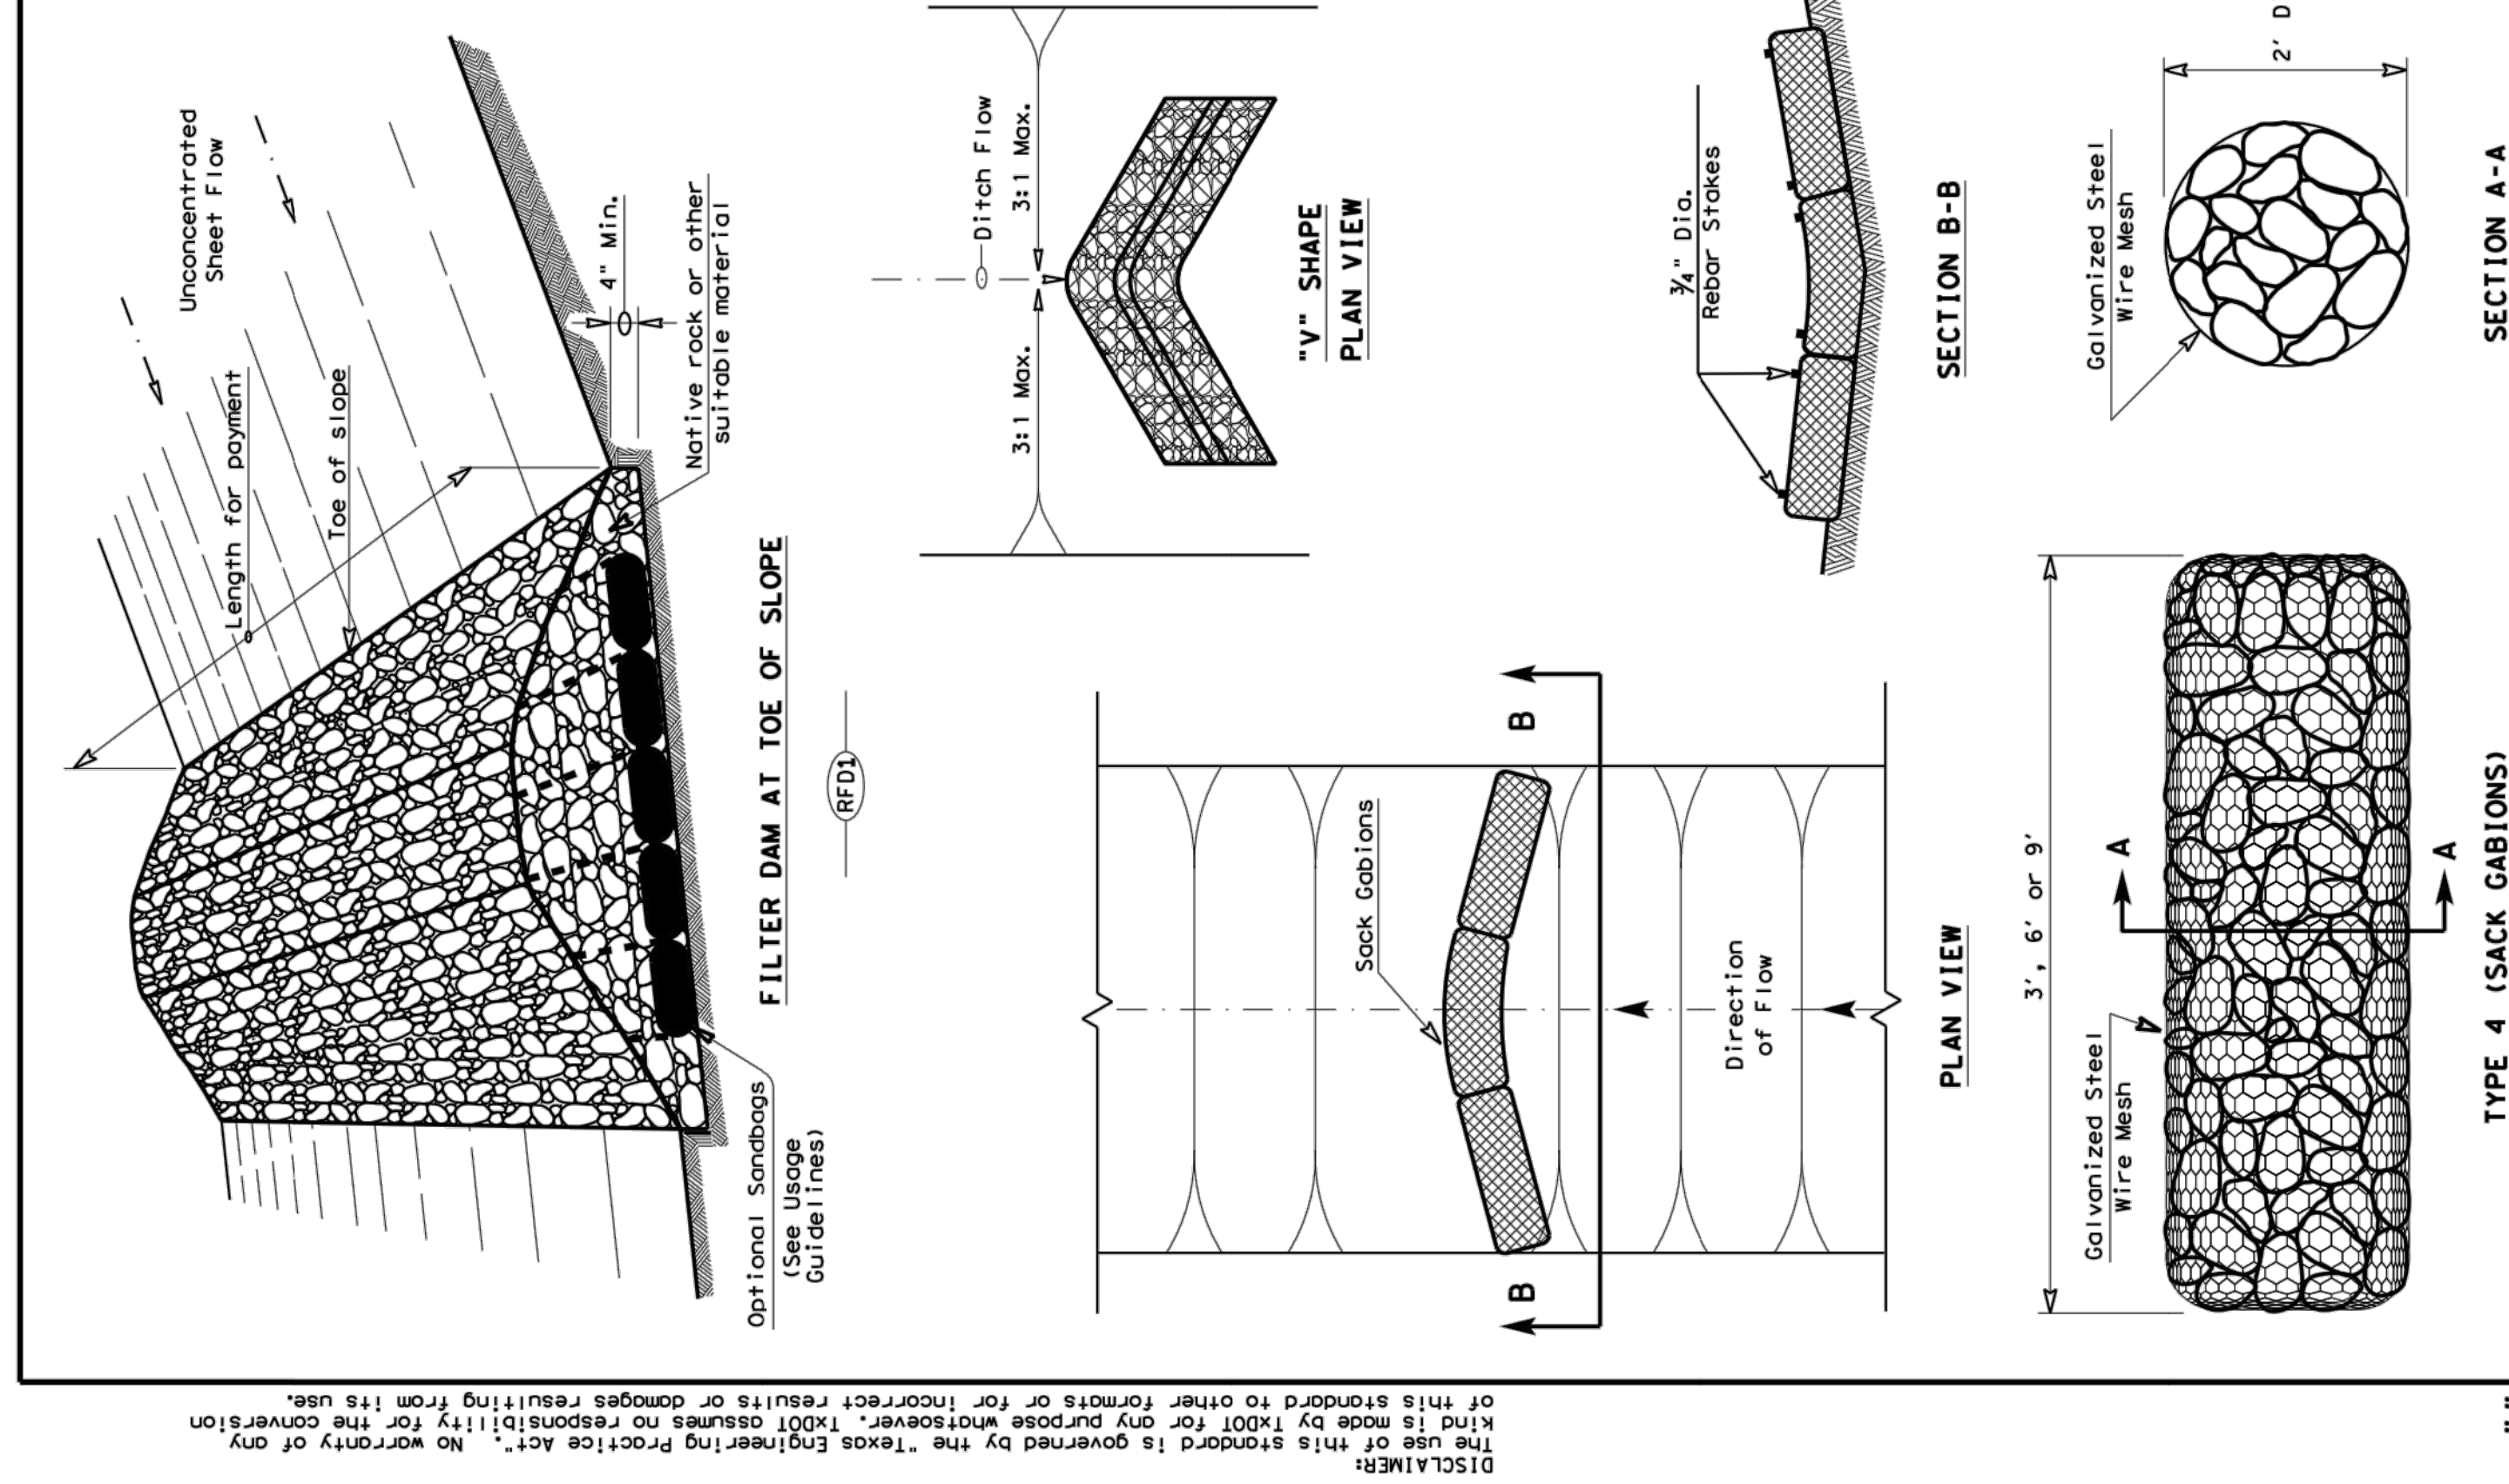 Unconcentrated
Sheet Flow
Length for payment
Toe of slope
4" Min.
Native rock or other
suitable material
Optional Sandbags
(See Usage
Guidelines)
FILTER DAM AT TOE OF SLOPE
RFD1
Ditch Flow
3:1 Max.
3:1 Max.
"V" SHAPE
PLAN VIEW
Sack Gabions
B
B
Direction
of Flow
PLAN VIEW
3/4" Dia.
Rebar Stakes
SECTION B-B
3', 6' or 9'
Galvanized Steel
Wire Mesh
A
A
TYPE 4 (SACK GABIONS)
Galvanized Steel
Wire Mesh
2' D
SECTION A-A
DISCLAIMER:
The use of this standard is governed by the "Texas Engineering Practice Act". No warranty of any
kind is made by TxDOT for any purpose whatsoever. TxDOT assumes no responsibility for the conversion
of this standard to other formats or for incorrect results or damages resulting from its use.